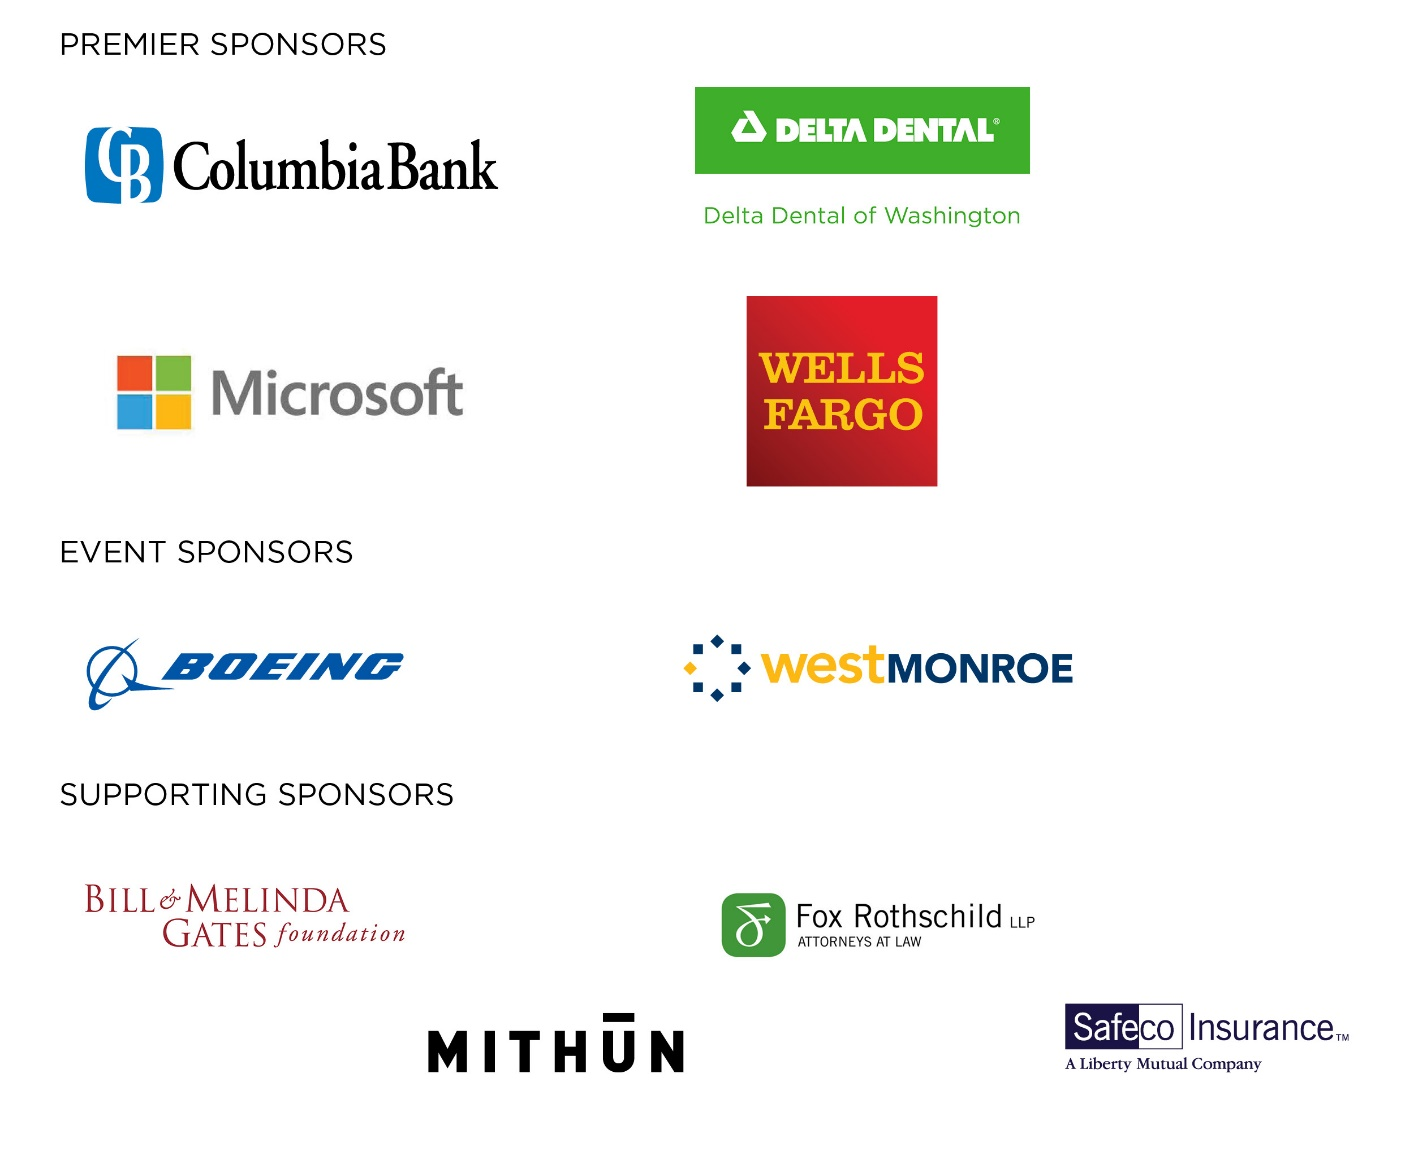 PREMIER SPONSORS
CB Columbia Bank
DELTA DENTAL®
Delta Dental of Washington
Microsoft
WELLS
FARGO
EVENT SPONSORS
BOEING
westMONROE
SUPPORTING SPONSORS
BILL & MELINDA
GATES foundation
Fox Rothschild LLP
ATTORNEYS AT LAW
MITHŪN
Safeco Insurance™
A Liberty Mutual Company